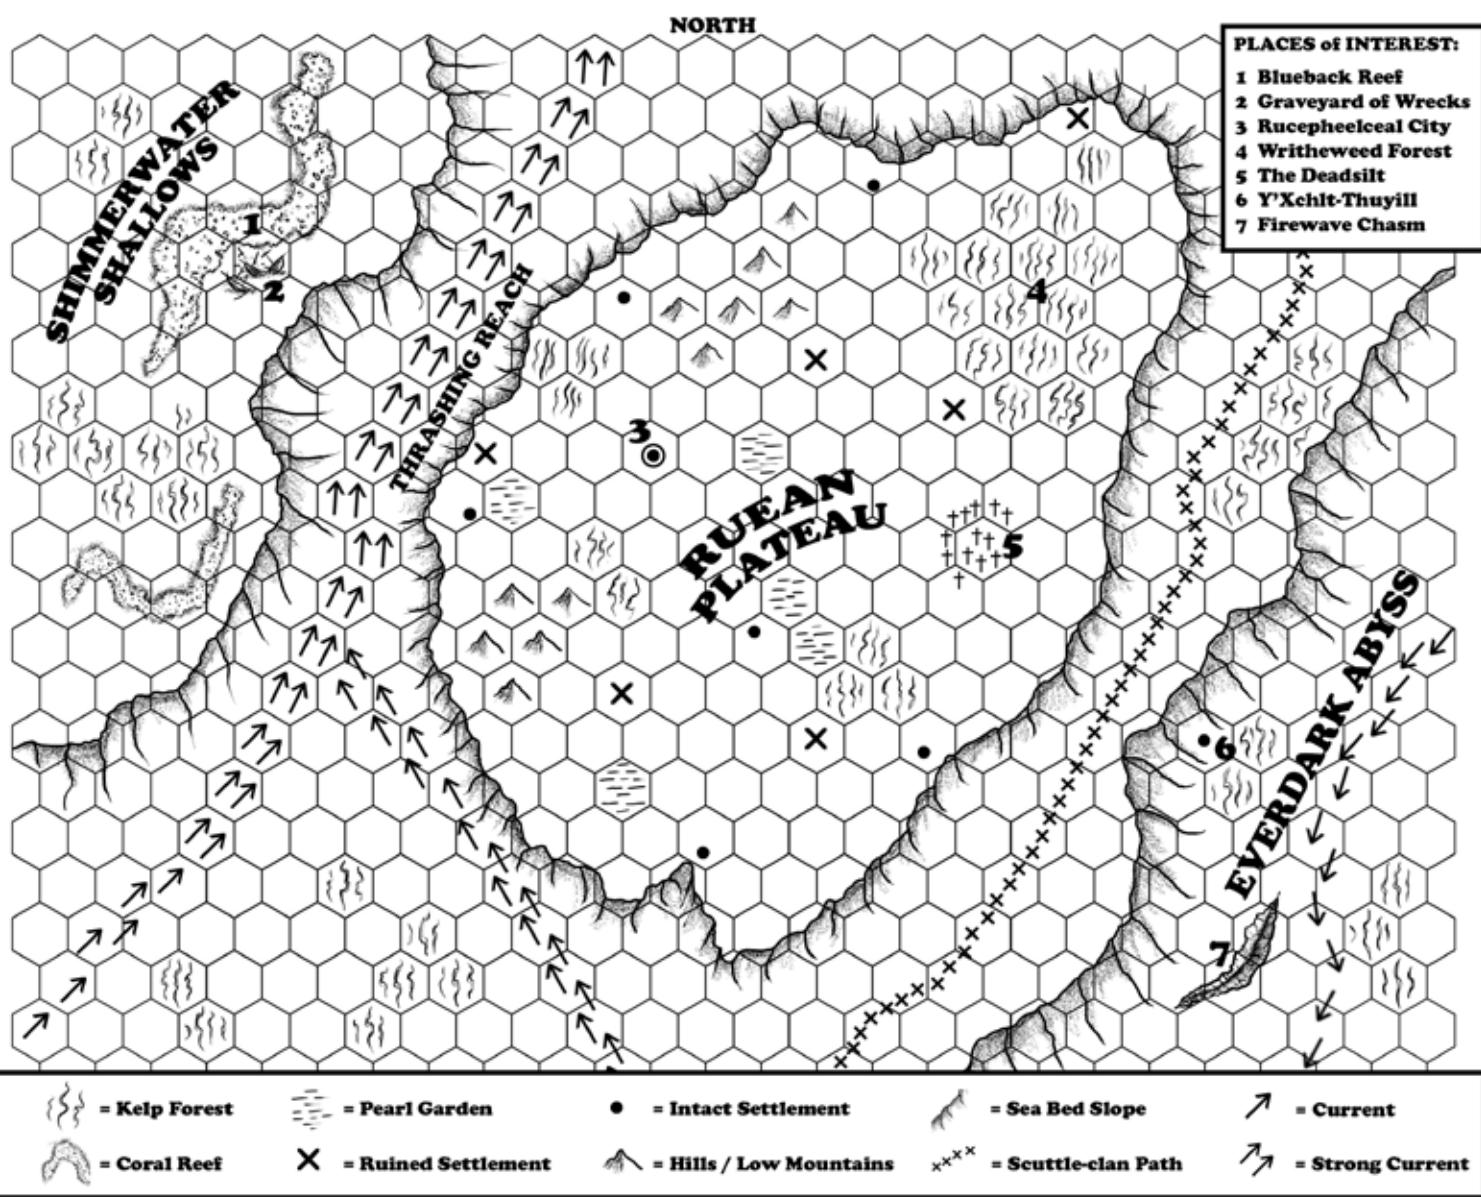 NORTH
PLACES of INTEREST:
1 Blueback Reef
2 Graveyard of Wrecks
3 Rucepheelceal City
4 Writheweed Forest
5 The Deadsilt
6 Y'Xchlt-Thuyill
7 Firewave Chasm
SHIMMERWATER
SHALLOWS
1
2
THRASHING REACH
4
3
RUEAN
PLATEAU
5
6
EVERDARK ABYSS
7
= Kelp Forest
= Pearl Garden
= Intact Settlement
= Sea Bed Slope
= Current
= Coral Reef
= Ruined Settlement
= Hills / Low Mountains
= Scuttle-clan Path
= Strong Current